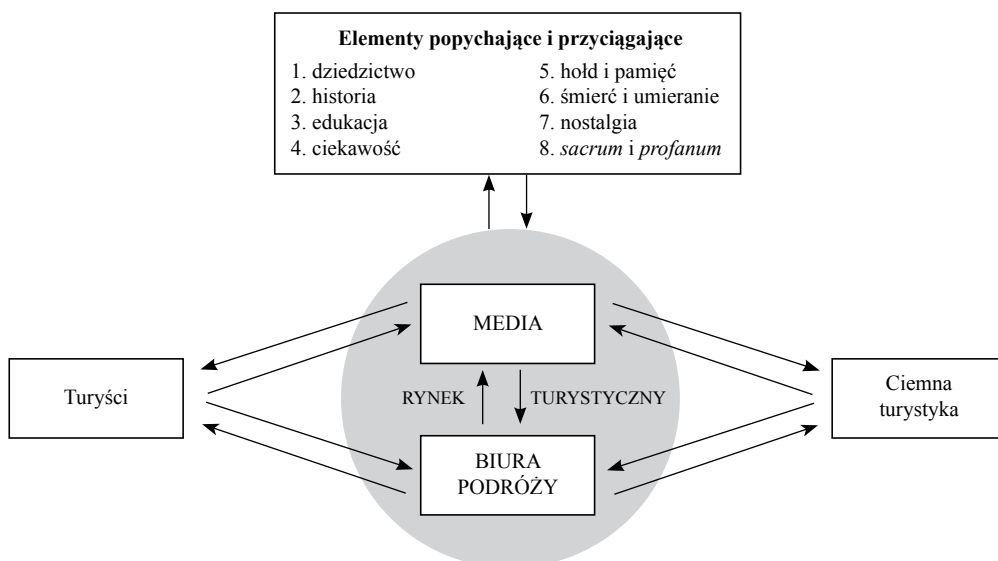 Elementy popychające i przyciągające
1. dziedzictwo
2. historia
3. edukacja
4. ciekawość
5. hołd i pamięć
6. śmierć i umieranie
7. nostalgia
8. sacrum i profanum
MEDIA
Turyści
RYNEK
TURYSTYCZNY
Ciemna
turystyka
BIURA
PODRÓŻY